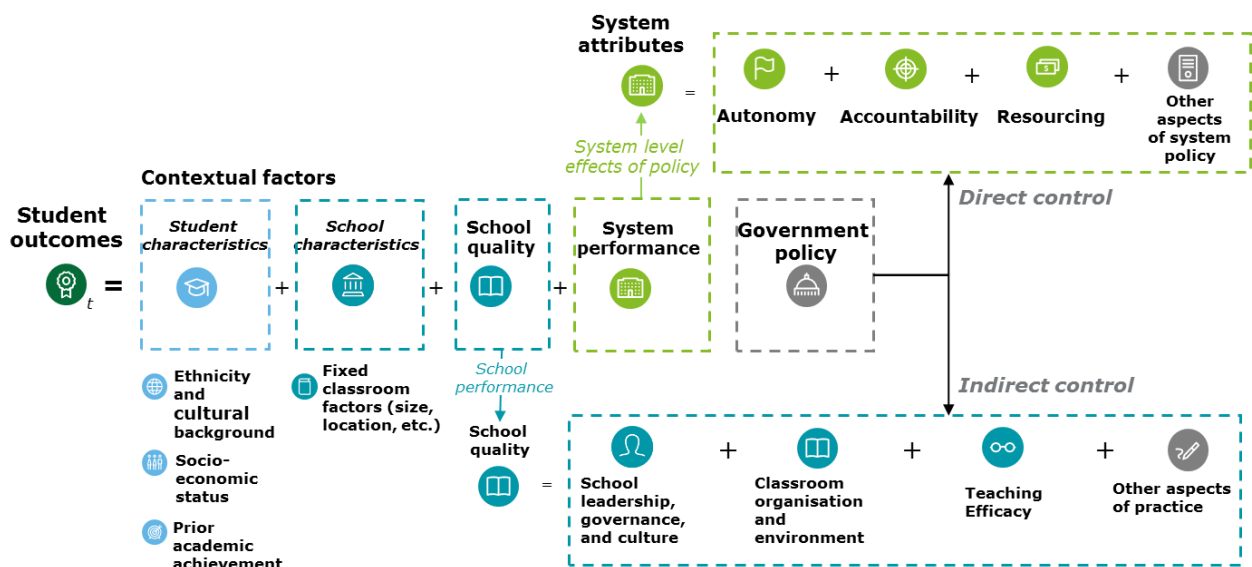 System
attributes
=
Autonomy
+
Accountability
+
Resourcing
+
Other
aspects
of system
policy
System level
effects of policy
Contextual factors
Student
outcomes
t
=
Student
characteristics
+
School
characteristics
+
School
quality
+
System
performance
Government
policy
Direct control
Indirect control
Ethnicity
and
cultural
background
Socio-
economic
status
Prior
academic
achievement
Fixed
classroom
factors (size,
location, etc.)
School
performance
School
quality
=
School
leadership,
governance,
and culture
+
Classroom
organisation
and
environment
+
Teaching
Efficacy
+
Other aspects
of practice